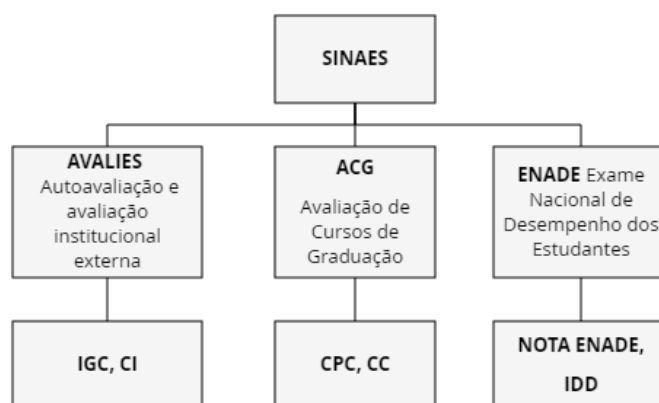 SINAES
AVALIES
Autoavaliação e
avaliação
institucional
externa
ACG
Avaliação de
Cursos de
Graduação
ENADE Exame
Nacional de
Desempenho dos
Estudantes
IGC, CI
CPC, CC
NOTA ENADE,
IDD